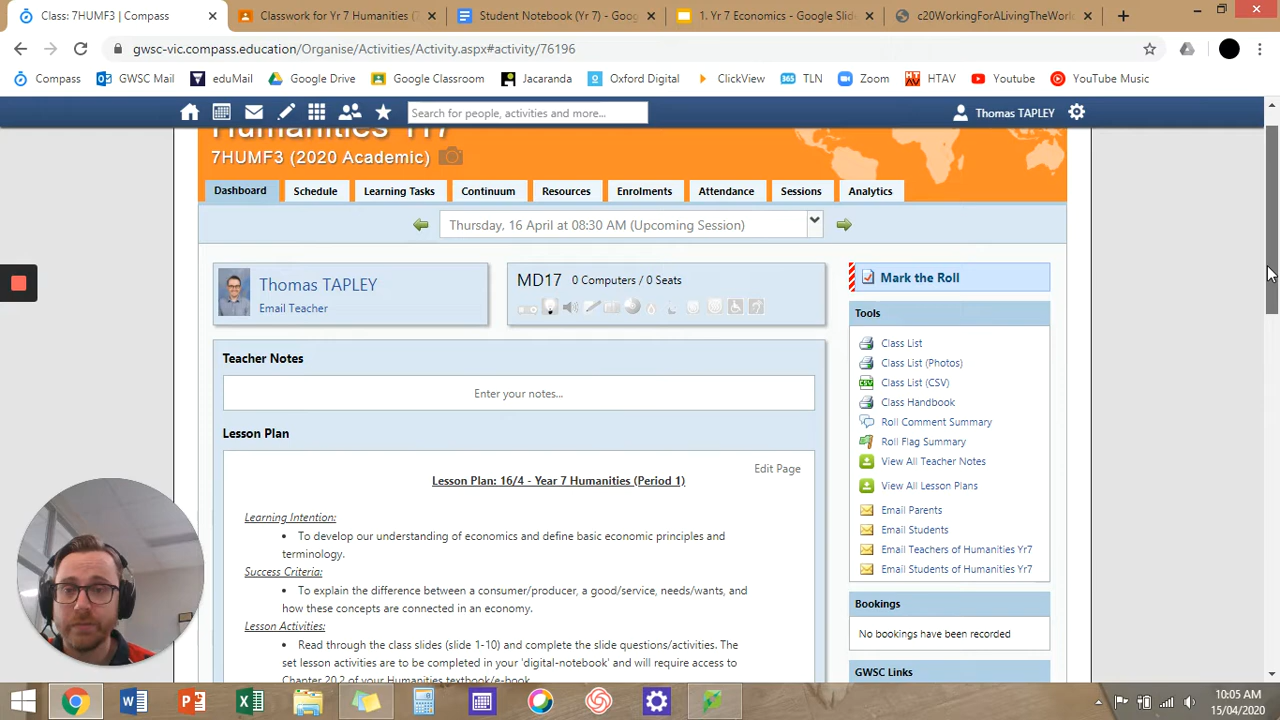 Class: 7HUMF3 | Compass
Classwork for Yr 7 Humanities (
Student Notebook (Yr 7) - Goo
1. Yr 7 Economics - Google Slid
c20WorkingForALivingTheWorl
gwsc-vic.compass.education/Organise/Activities/Activity.aspx#activity/76196
Compass
GWSC Mail
eduMail
Google Drive
Google Classroom
Jacaranda
Oxford Digital
ClickView
TLN
Zoom
HTAV
Youtube
YouTube Music
Search for people, activities and more...
Thomas TAPLEY
Humanities Yr7
7HUMF3 (2020 Academic)
Dashboard
Schedule
Learning Tasks
Continuum
Resources
Enrolments
Attendance
Sessions
Analytics
Thursday, 16 April at 08:30 AM (Upcoming Session)
Thomas TAPLEY
Email Teacher
MD17 0 Computers / 0 Seats
Mark the Roll
Teacher Notes
Enter your notes...
Lesson Plan
Edit Page
Lesson Plan: 16/4 - Year 7 Humanities (Period 1)
Learning Intention:
• To develop our understanding of economics and define basic economic principles and
terminology.
Success Criteria:
• To explain the difference between a consumer/producer, a good/service, needs/wants, and
how these concepts are connected in an economy.
Lesson Activities:
• Read through the class slides (slide 1-10) and complete the slide questions/activities. The
set lesson activities are to be completed in your 'digital-notebook' and will require access to
Chapter 20.2 of your Humanities textbook/e-book.
Tools
Class List
Class List (Photos)
Class List (CSV)
Class Handbook
Roll Comment Summary
Roll Flag Summary
View All Teacher Notes
View All Lesson Plans
Email Parents
Email Students
Email Teachers of Humanities Yr7
Email Students of Humanities Yr7
Bookings
No bookings have been recorded
GWSC Links
10:05 AM
15/04/2020